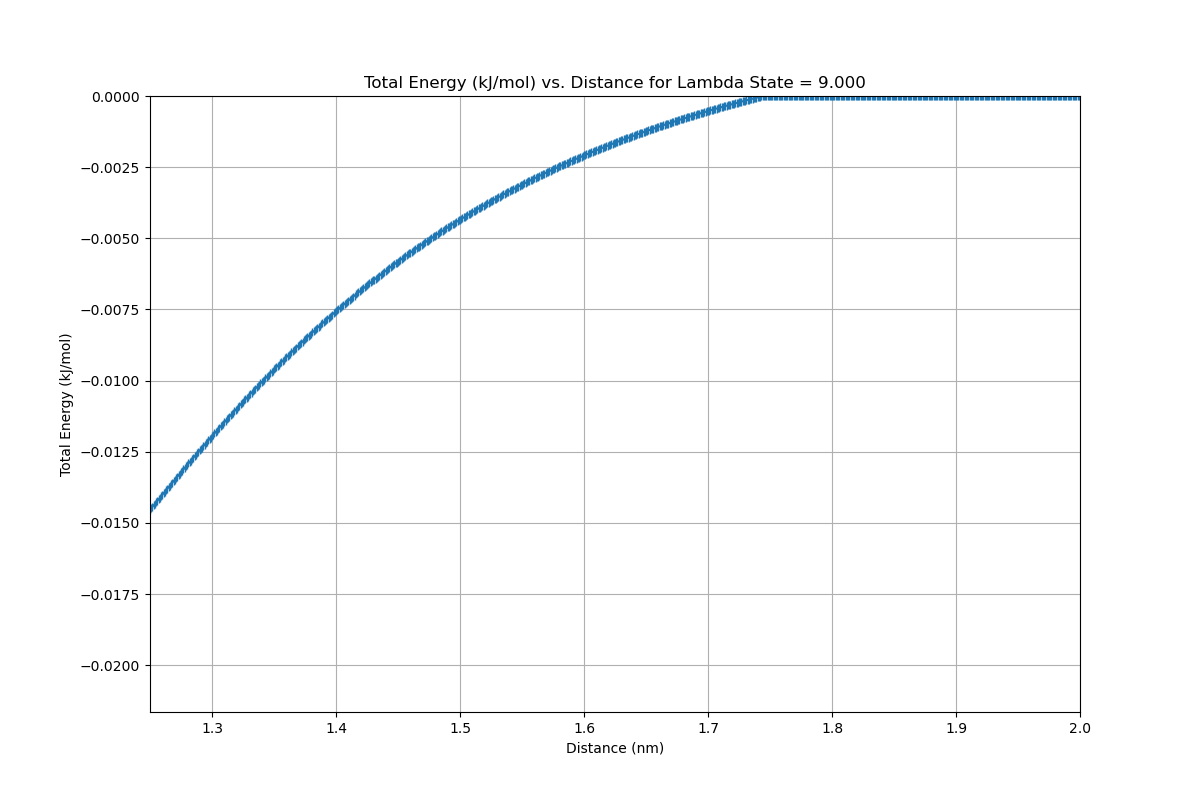 Total Energy (kJ/mol) vs. Distance for Lambda State = 9.000
0.0000
−0.0025
−0.0050
−0.0075
−0.0100
−0.0125
−0.0150
−0.0175
−0.0200
Total Energy (kJ/mol)
1.3 1.4 1.5 1.6 1.7 1.8 1.9 2.0
Distance (nm)